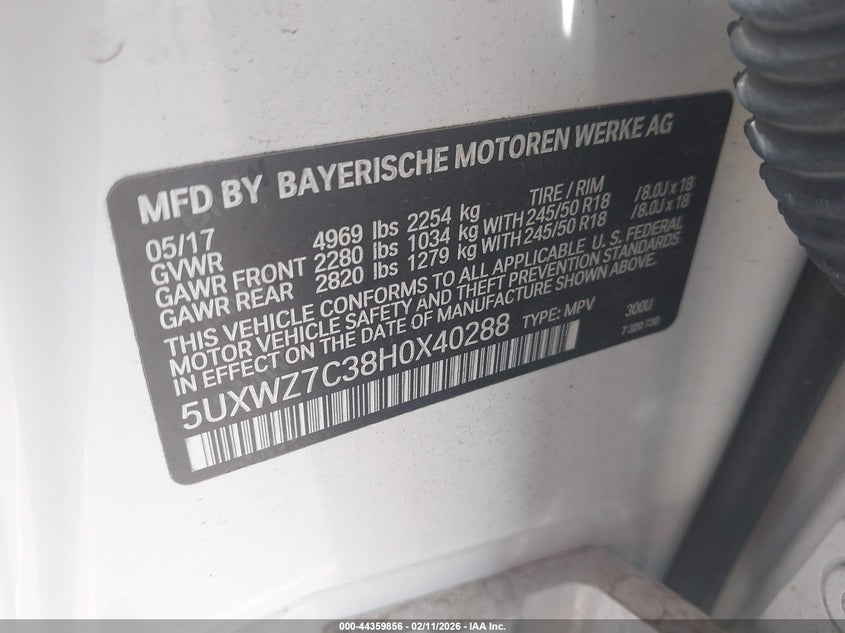 MFD BY BAYERISCHE MOTOREN WERKE AG
05/17 TIRE / RIM
GVWR 4969 lbs 2254 kg
GAWR FRONT 2280 lbs 1034 kg WITH 245/50 R18 /8.0J x 18
GAWR REAR 2820 lbs 1279 kg WITH 245/50 R18 /8.0J x 18
THIS VEHICLE CONFORMS TO ALL APPLICABLE U. S. FEDERAL
MOTOR VEHICLE SAFETY AND THEFT PREVENTION STANDARDS
IN EFFECT ON THE DATE OF MANUFACTURE SHOWN ABOVE.
5UXWZ7C38H0X40288 TYPE: MPV 300U
7 320 730
000-44359856 - 02/11/2026 - IAA Inc.